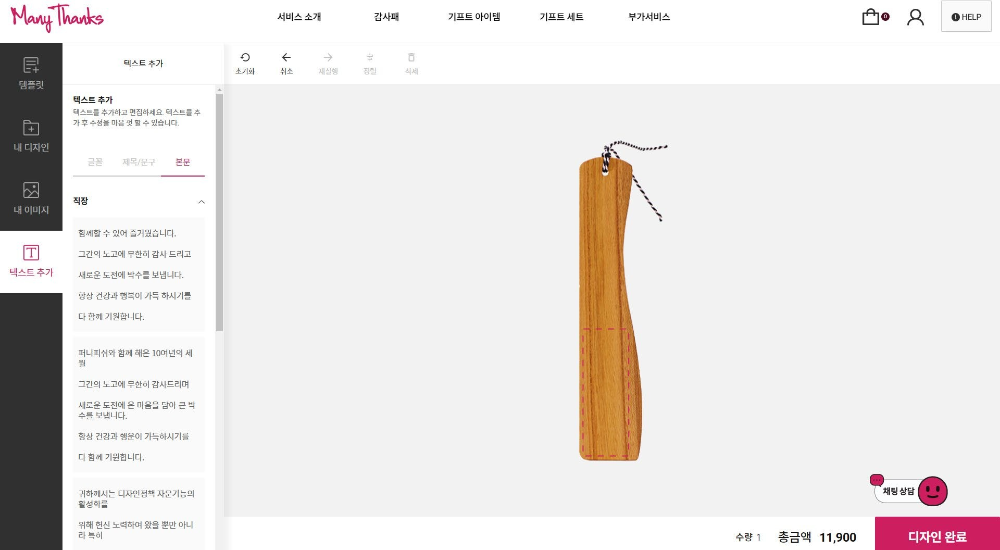 Many Thanks
서비스 소개
감사패
기프트 아이템
기프트 세트
부가서비스
0
HELP
템플릿
내 디자인
내 이미지
텍스트 추가
텍스트 추가
초기화
취소
재실행
정렬
삭제
텍스트 추가
텍스트를 추가하고 편집하세요. 텍스트를 추
가 후 수정을 마음 껏 할 수 있습니다.
글꼴
제목/문구
본문
직장
함께할 수 있어 즐거웠습니다.
그간의 노고에 무한히 감사 드리고
새로운 도전에 박수를 보냅니다.
항상 건강과 행복이 가득 하시기를
다 함께 기원합니다.
퍼니피쉬와 함께 해온 10여년의 세
월
그간의 노고에 무한히 감사드리며
새로운 도전에 온 마음을 담아 큰 박
수를 보냅니다.
항상 건강과 행운이 가득하시기를
다 함께 기원합니다.
귀하께서는 디자인정책 자문기능의
활성화를
위해 헌신 노력하여 왔을 뿐만 아니
라 특히
채팅 상담
수량 1
총금액 11,900
디자인 완료